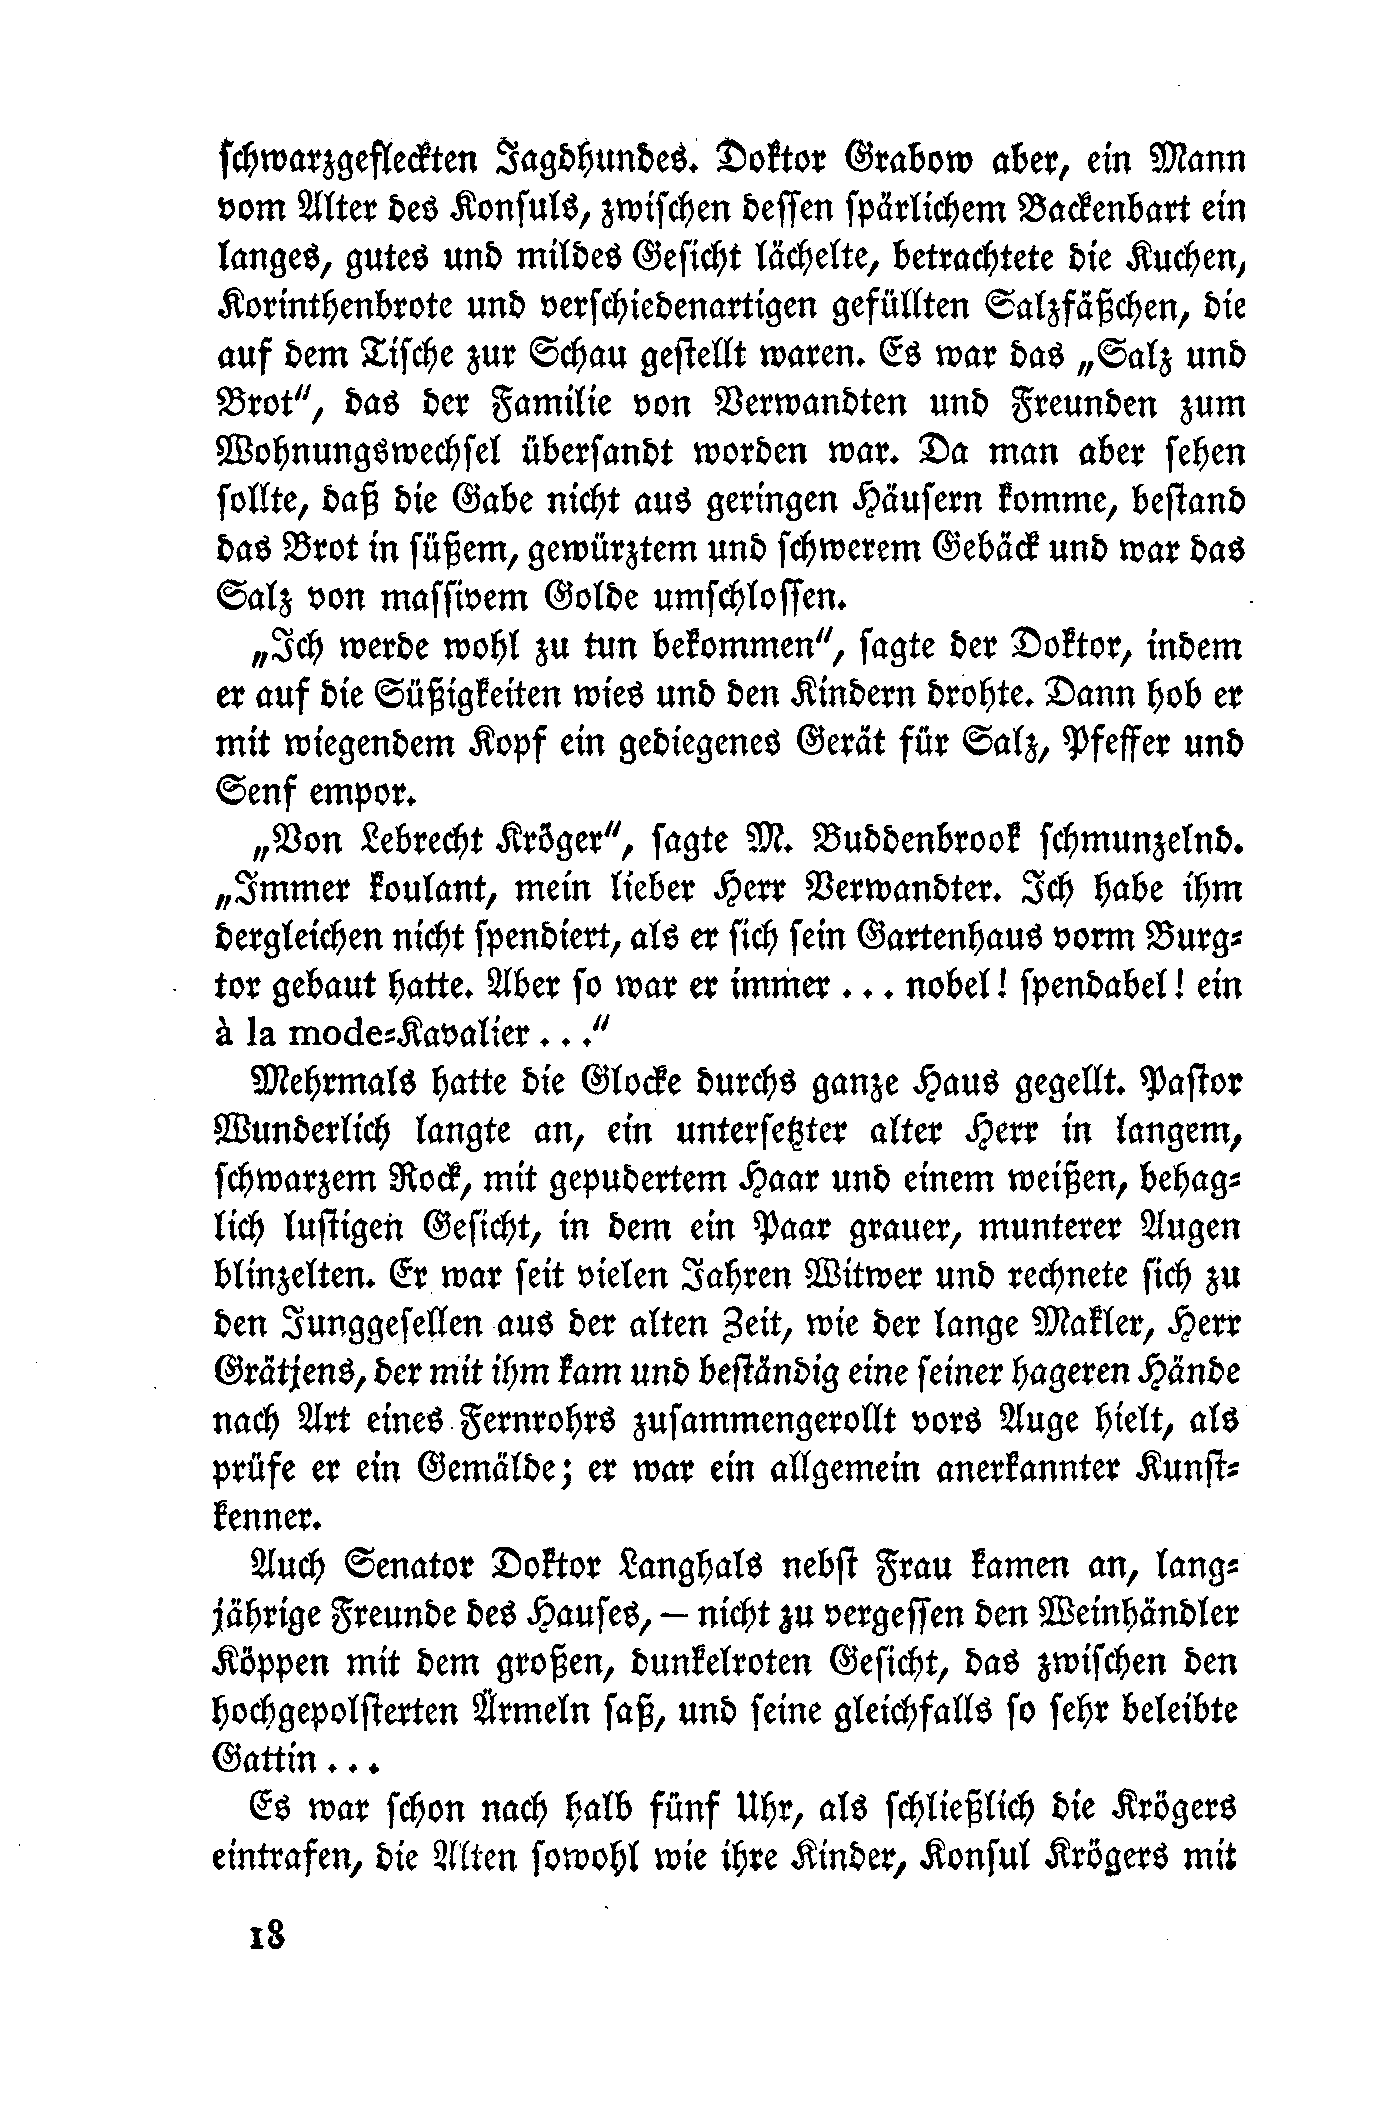 schwarzgefleckten Jagdhundes. Doktor Grabow aber, ein Mann
vom Alter des Konsuls, zwischen dessen spärlichem Backenbart ein
langes, gutes und mildes Gesicht lächelte, betrachtete die Kuchen,
Korinthenbrote und verschiedenartigen gefüllten Salzfäßchen, die
auf dem Tische zur Schau gestellt waren. Es war das „Salz und
Brot“, das der Familie von Verwandten und Freunden zum
Wohnungswechsel übersandt worden war. Da man aber sehen
sollte, daß die Gabe nicht aus geringen Häusern komme, bestand
das Brot in süßem, gewürztem und schwerem Gebäck und war das
Salz von massivem Golde umschlossen.
„Ich werde wohl zu tun bekommen“, sagte der Doktor, indem
er auf die Süßigkeiten wies und den Kindern drohte. Dann hob er
mit wiegendem Kopf ein gediegenes Gerät für Salz, Pfeffer und
Senf empor.
„Von Lebrecht Kröger“, sagte M. Buddenbrook schmunzelnd.
„Immer koulant, mein lieber Herr Verwandter. Ich habe ihm
dergleichen nicht spendiert, als er sich sein Gartenhaus vorm Burg-
tor gebaut hatte. Aber so war er immer . . . nobel! spendabel! ein
à la mode-Kavalier . . .“
Mehrmals hatte die Glocke durchs ganze Haus gegellt. Pastor
Wunderlich langte an, ein untersetzter alter Herr in langem,
schwarzem Rock, mit gepudertem Haar und einem weißen, behag-
lich lustigen Gesicht, in dem ein Paar grauer, munterer Augen
blinzelten. Er war seit vielen Jahren Witwer und rechnete sich zu
den Junggesellen aus der alten Zeit, wie der lange Makler, Herr
Grätjens, der mit ihm kam und beständig eine seiner hageren Hände
nach Art eines Fernrohrs zusammengerollt vors Auge hielt, als
prüfe er ein Gemälde; er war ein allgemein anerkannter Kunst-
kenner.
Auch Senator Doktor Langhals nebst Frau kamen an, lang-
jährige Freunde des Hauses, — nicht zu vergessen den Weinhändler
Köppen mit dem großen, dunkelroten Gesicht, das zwischen den
hochgepolsterten Ärmeln saß, und seine gleichfalls so sehr beleibte
Gattin . . .
Es war schon nach halb fünf Uhr, als schließlich die Krögers
eintrafen, die Alten sowohl wie ihre Kinder, Konsul Krögers mit
18